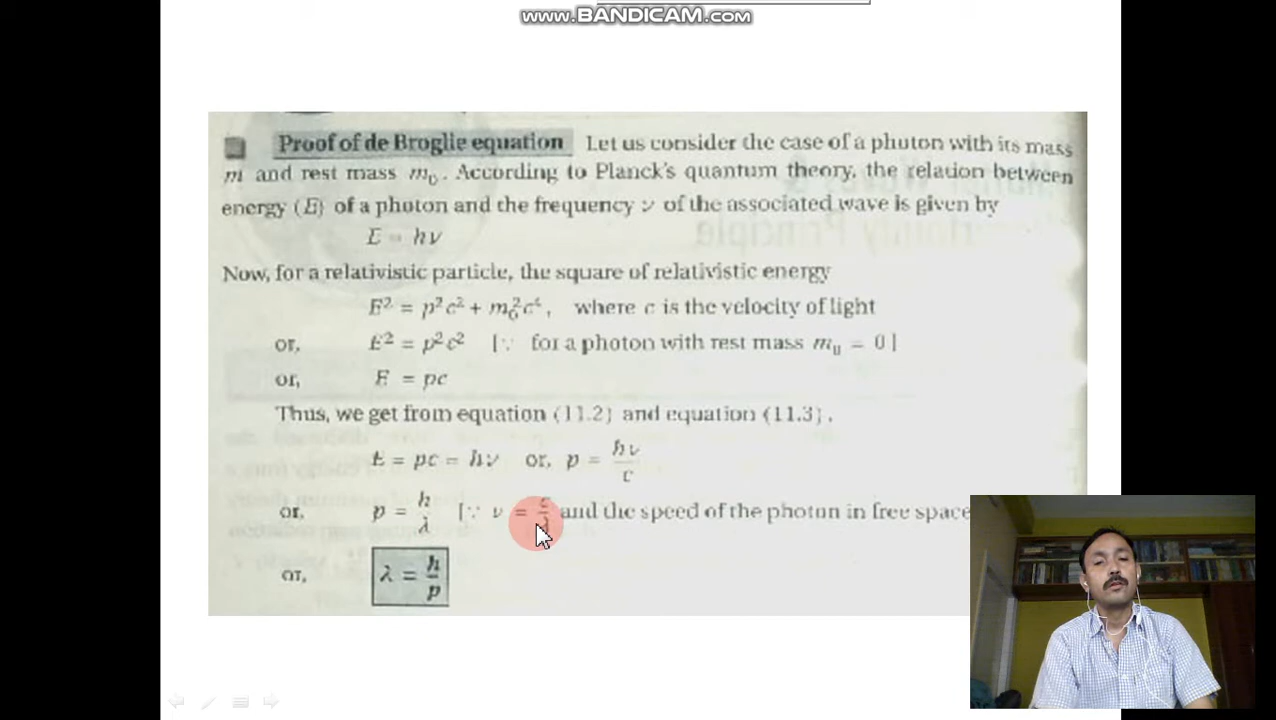 www.BANDICAM.com
Proof of de Broglie equation Let us consider the case of a photon with its mass
m and rest mass m₀. According to Planck's quantum theory, the relation between
energy (E) of a photon and the frequency ν of the associated wave is given by
E = hν
Now, for a relativistic particle, the square of relativistic energy
E² = p²c² + m₀²c⁴, where c is the velocity of light
or, E² = p²c² [∵ for a photon with rest mass m₀ = 0]
or, E = pc
Thus, we get from equation (11.2) and equation (11.3),
E = pc = hν or, p = hν/c
or, p = h/λ [∵ ν = c/λ and the speed of the photon in free space
or, λ = h/p